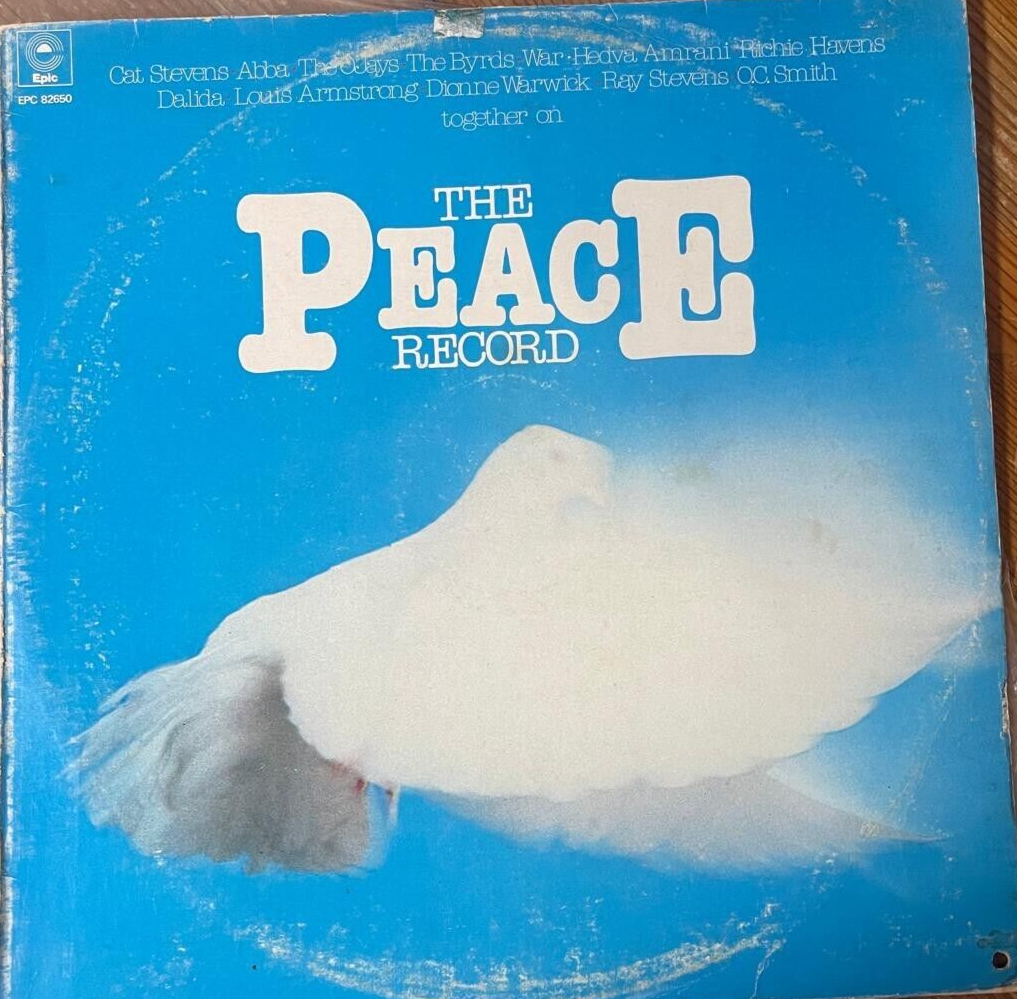 Epic
EPC 82650
Cat Stevens Abba The O'Jays The Byrds War·Hedva Amrani Richie Havens
Dalida Louis Armstrong Dionne Warwick Ray Stevens O.C. Smith
together on
THE
PEACE
RECORD